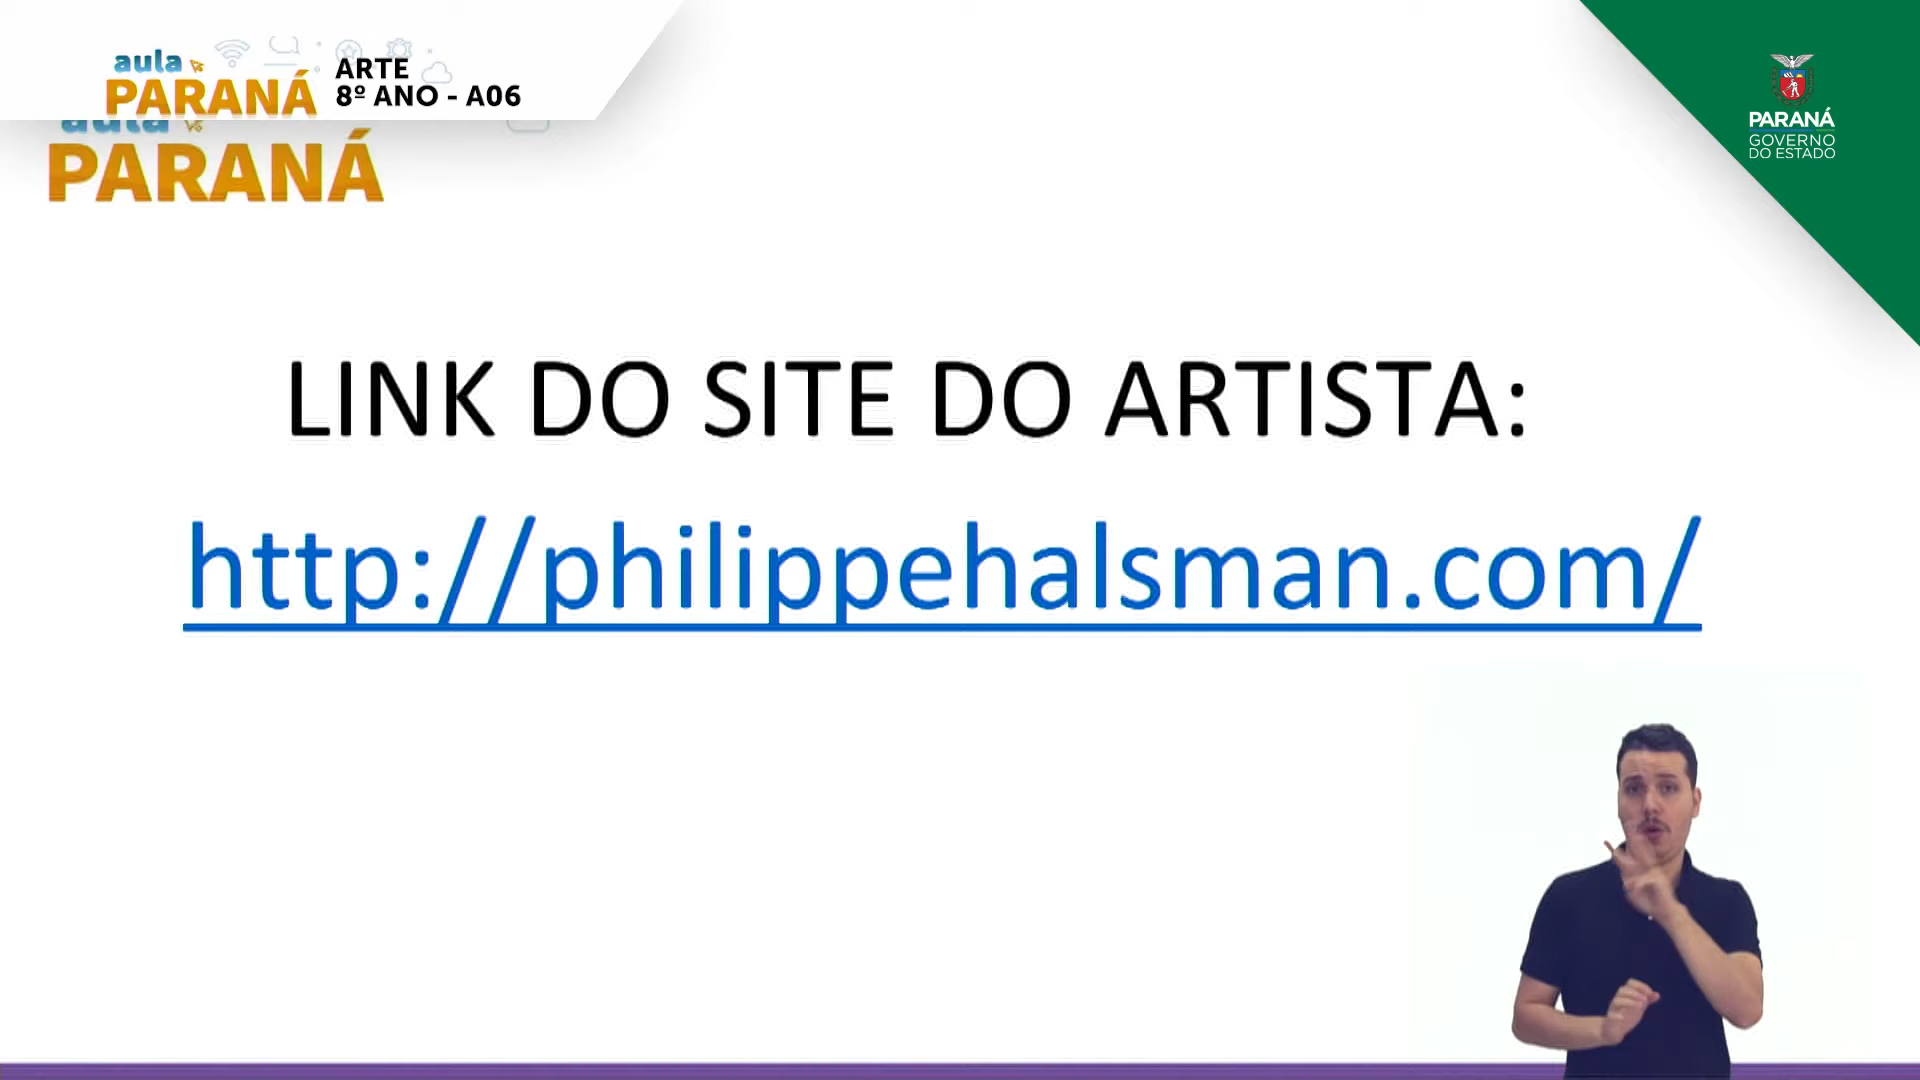 aula
PARANÁ
ARTE
8º ANO - A06
aula
PARANÁ
PARANÁ
GOVERNO
DO ESTADO
LINK DO SITE DO ARTISTA:
http://philippehalsman.com/